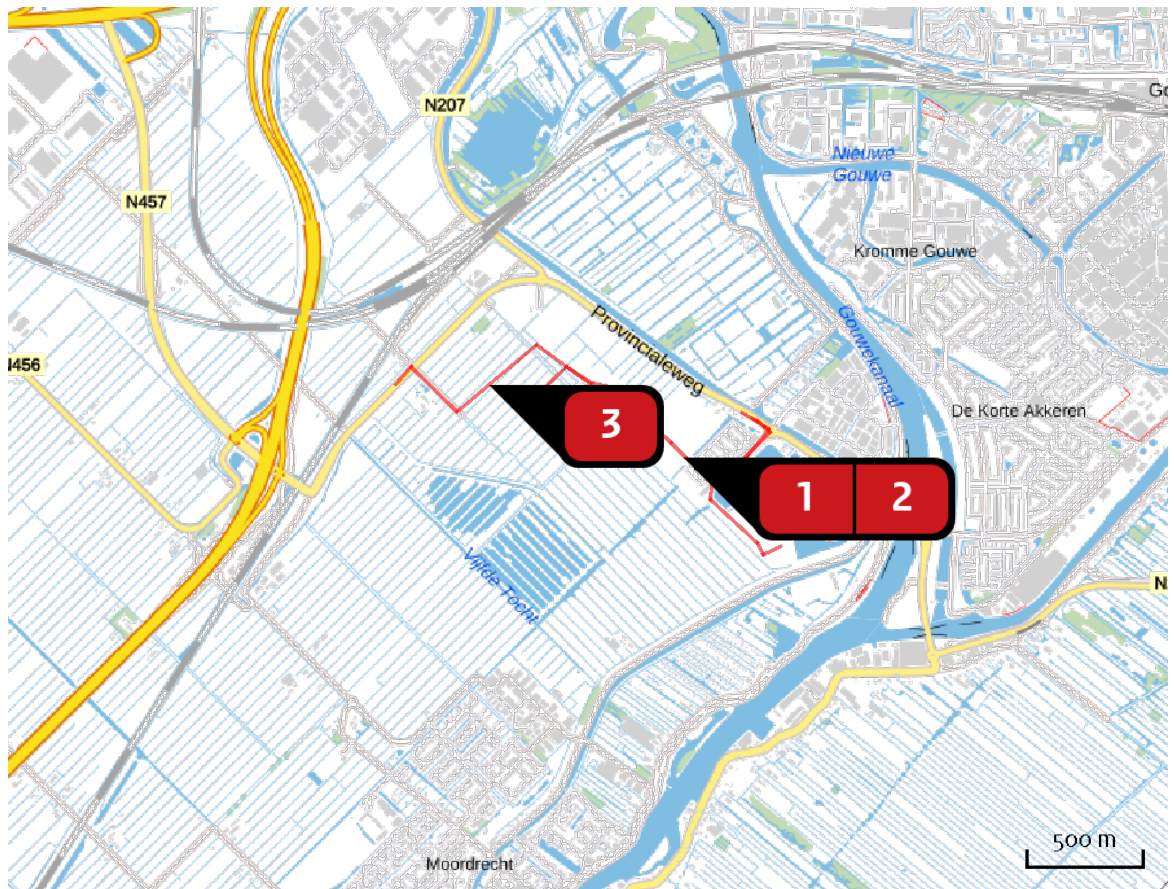 N207
Go
Nieuwe
Gouwe
N457
Kromme Gouwe
Provincialeweg
Gouwekanaal
N456
De Korte Akkeren
3
1
2
Vijfde Tocht
N
500 m
Moordrecht